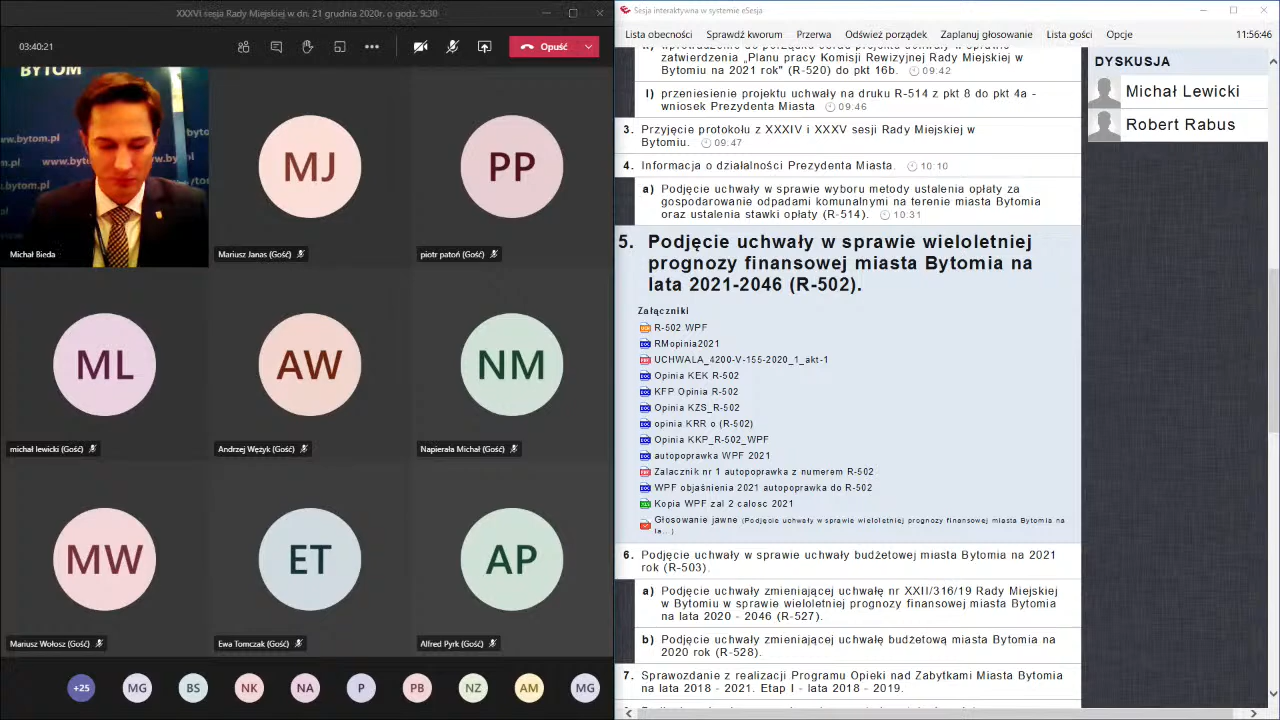 XXXVI sesja Rady Miejskiej w dn. 21 grudnia 2020r. o godz. 9:30
03:40:21
Opuść
BYTOM
www.bytom.pl
Michał Bieda
MJ
Mariusz Janas (Gość)
PP
piotr patoń (Gość)
ML
michał lewicki (Gość)
AW
Andrzej Wężyk (Gość)
NM
Napierała Michał (Gość)
MW
Mariusz Wołosz (Gość)
ET
Ewa Tomczak (Gość)
AP
Alfred Pyrk (Gość)
+25
MG
BS
NK
NA
P
PB
NZ
AM
MG
Sesja interaktywna w systemie eSesja
Lista obecności Sprawdź kworum Przerwa Odśwież porządek Zaplanuj głosowanie Lista gości Opcje 11:56:46
zatwierdzenia „Planu pracy Komisji Rewizyjnej Rady Miejskiej w
Bytomiu na 2021 rok" (R-520) do pkt 16b. 09:42
l) przeniesienie projektu uchwały na druku R-514 z pkt 8 do pkt 4a -
wniosek Prezydenta Miasta 09:46
3. Przyjęcie protokołu z XXXIV i XXXV sesji Rady Miejskiej w
Bytomiu. 09:47
4. Informacja o działalności Prezydenta Miasta. 10:10
a) Podjęcie uchwały w sprawie wyboru metody ustalenia opłaty za
gospodarowanie odpadami komunalnymi na terenie miasta Bytomia
oraz ustalenia stawki opłaty (R-514). 10:31
5. Podjęcie uchwały w sprawie wieloletniej
prognozy finansowej miasta Bytomia na
lata 2021-2046 (R-502).
Załączniki
R-502 WPF
RMopinia2021
UCHWALA_4200-V-155-2020_1_akt-1
Opinia KEK R-502
KFP Opinia R-502
Opinia KZS_R-502
opinia KRR o (R-502)
Opinia KKP_R-502_WPF
autopoprawka WPF 2021
Zalacznik nr 1 autopoprawka z numerem R-502
WPF objaśnienia 2021 autopoprawka do R-502
Kopia WPF zal 2 calosc 2021
Głosowanie jawne (Podjęcie uchwały w sprawie wieloletniej prognozy finansowej miasta Bytomia na
la...)
6. Podjęcie uchwały w sprawie uchwały budżetowej miasta Bytomia na 2021
rok (R-503).
a) Podjęcie uchwały zmieniającej uchwałę nr XXII/316/19 Rady Miejskiej
w Bytomiu w sprawie wieloletniej prognozy finansowej miasta Bytomia
na lata 2020 - 2046 (R-527).
b) Podjęcie uchwały zmieniającej uchwałę budżetową miasta Bytomia na
2020 rok (R-528).
7. Sprawozdanie z realizacji Programu Opieki nad Zabytkami Miasta Bytomia
na lata 2018 - 2021. Etap I - lata 2018 - 2019.
DYSKUSJA
Michał Lewicki
Robert Rabus